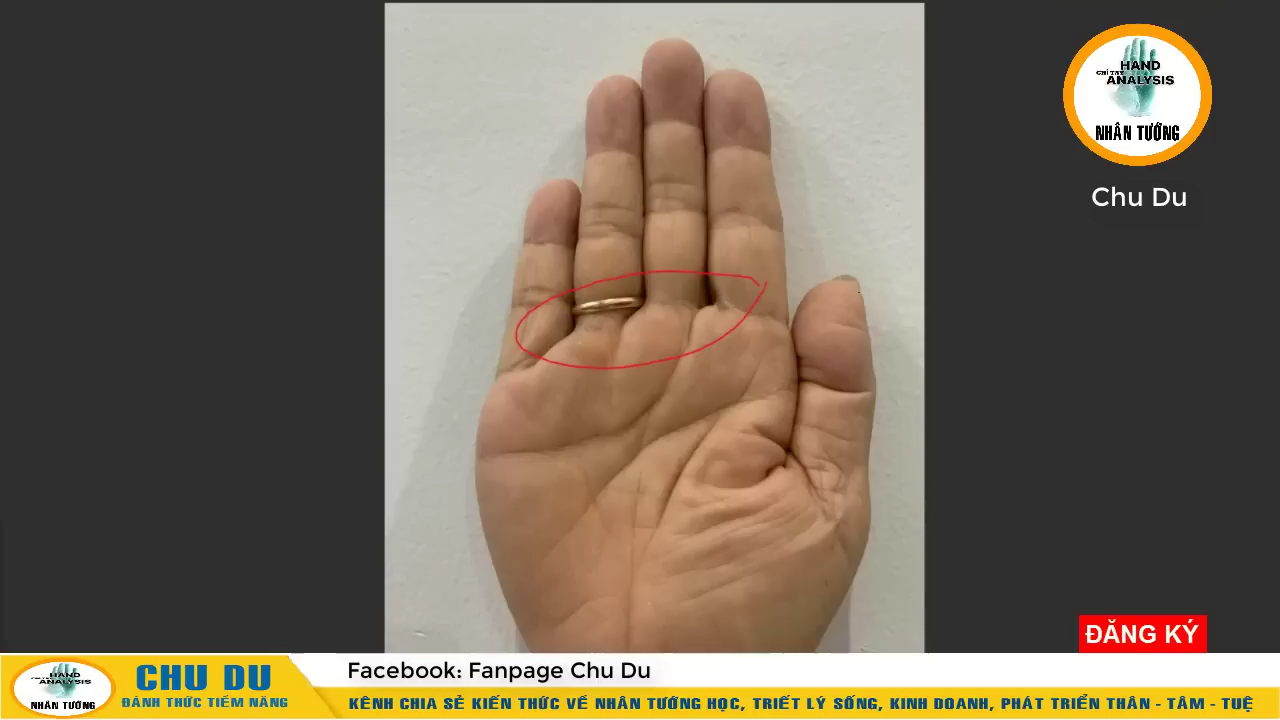 HAND
CHỈ TAY
ANALYSIS
NHÂN TƯỚNG
Chu Du
ĐĂNG KÝ
HAND
ANALYSIS
NHÂN TƯỚNG
CHU DU
ĐÁNH THỨC TIỀM NĂNG
Facebook: Fanpage Chu Du
KÊNH CHIA SẺ KIẾN THỨC VỀ NHÂN TƯỚNG HỌC, TRIẾT LÝ SỐNG, KINH DOANH, PHÁT TRIỂN THÂN - TÂM - TUỆ